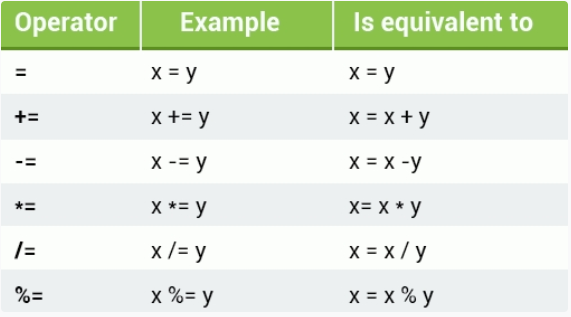 Operator Example Is equivalent to
= x = y x = y
+= x += y x = x + y
-= x -= y x = x -y
*= x *= y x= x * y
/= x /= y x = x / y
%= x %= y x = x % y